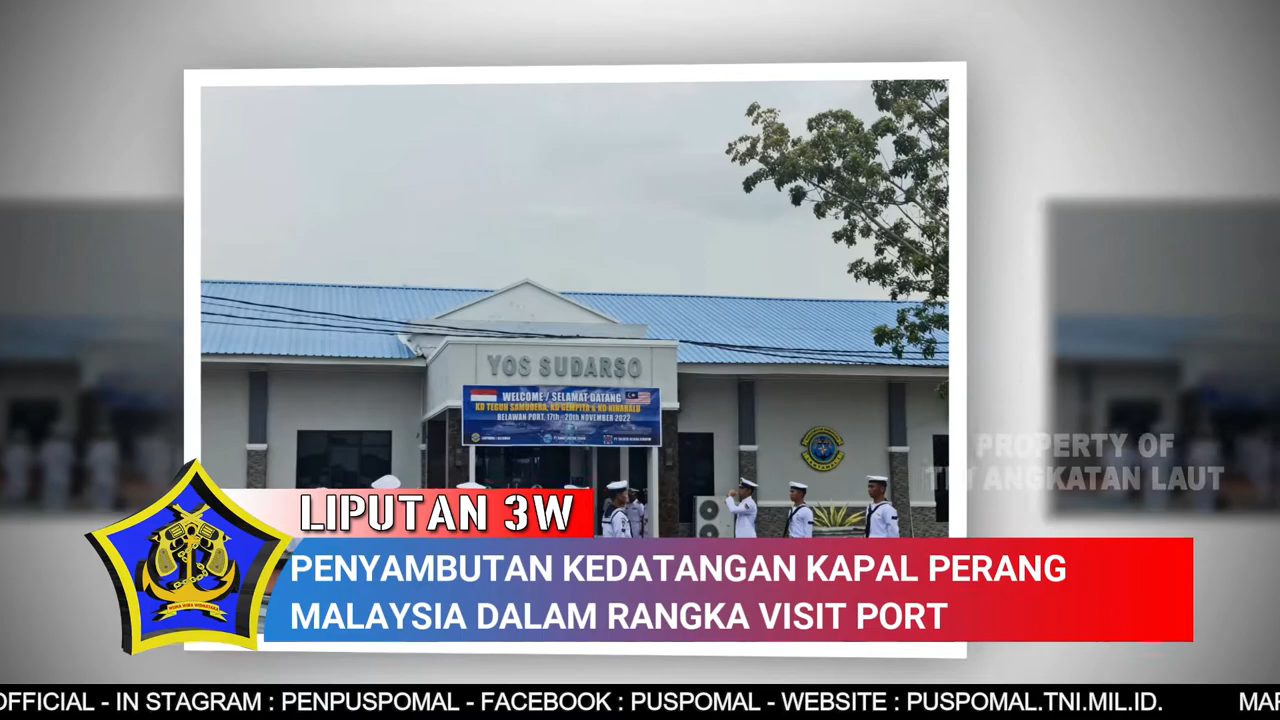 YOS SUDARSO
WELCOME / SELAMAT DATANG
KD TEGUH SAMUDERA, KD GEMPITA & KD KINABALU
BELAWAN PORT, 17th - 20th NOVEMBER 2022
PROPERTY OF
TNI ANGKATAN LAUT
LIPUTAN 3W
PENYAMBUTAN KEDATANGAN KAPAL PERANG
MALAYSIA DALAM RANGKA VISIT PORT
OFFICIAL - IN STAGRAM : PENPUSPOMAL - FACEBOOK : PUSPOMAL - WEBSITE : PUSPOMAL.TNI.MIL.ID.